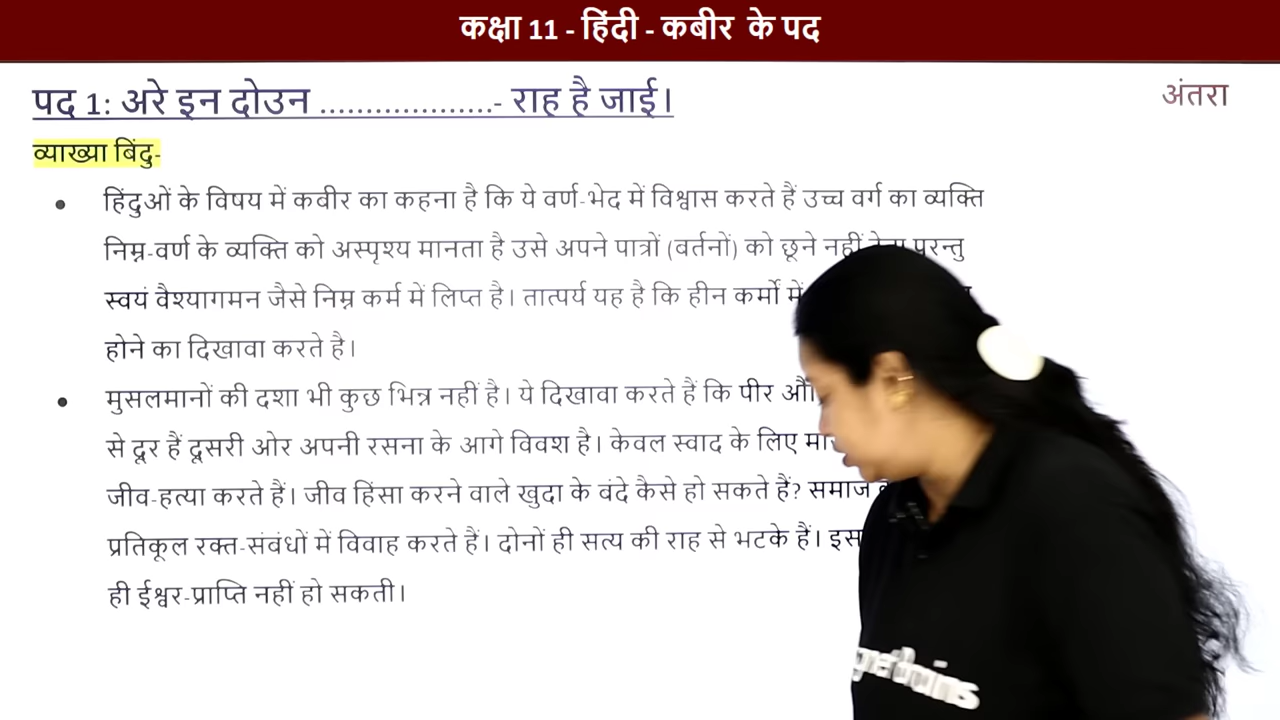 कक्षा 11 - हिंदी - कबीर के पद
पद 1: अरे इन दोउन ...................- राह है जाई।
अंतरा
व्याख्या बिंदु-
हिंदुओं के विषय में कवीर का कहना है कि ये वर्ण-भेद में विश्वास करते हैं उच्च वर्ग का व्यक्ति
निम्न-वर्ण के व्यक्ति को अस्पृश्य मानता है उसे अपने पात्रों (वर्तनों) को छूने नहीं परन्तु
स्वयं वैश्यागमन जैसे निम्न कर्म में लिप्त है। तात्पर्य यह है कि हीन कर्मों में
होने का दिखावा करते है।
मुसलमानों की दशा भी कुछ भिन्न नहीं है। ये दिखावा करते हैं कि पीर
से दूर हैं दूसरी ओर अपनी रसना के आगे विवश है। केवल स्वाद के लिए
जीव-हत्या करते हैं। जीव हिंसा करने वाले खुदा के बंदे कैसे हो सकते हैं? समाज
प्रतिकूल रक्त-संबंधों में विवाह करते हैं। दोनों ही सत्य की राह से भटके हैं।
ही ईश्वर-प्राप्ति नहीं हो सकती।